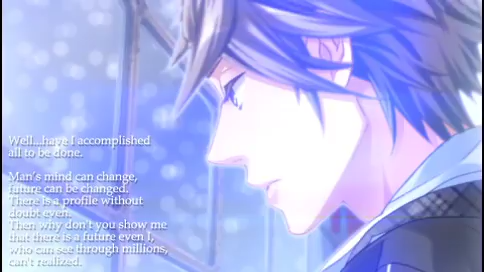 Well...have I accomplished
all to be done.
Man's mind can change,
future can be changed.
There is a profile without
doubt even.
Then why don't you show me
that there is a future even I,
who can see through millions,
can't realized.